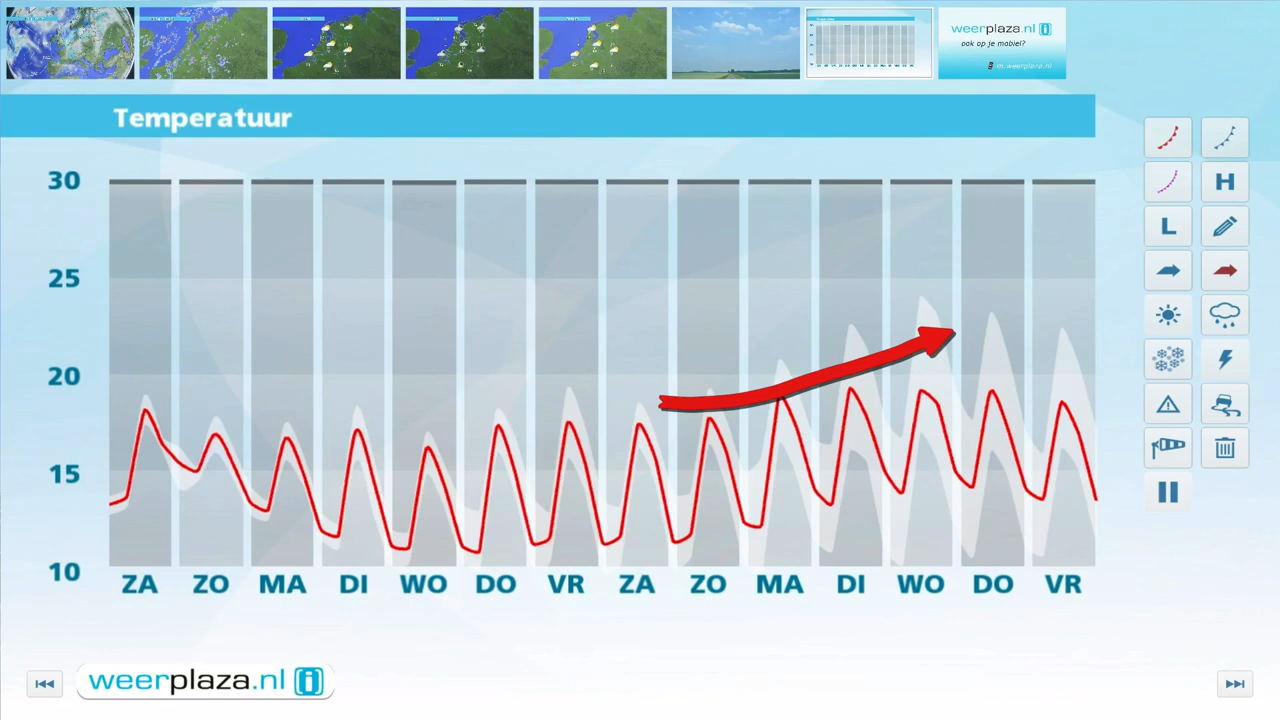 weerplaza.nl
ook op je mobiel?
m.weerplaza.nl
Temperatuur
30
25
20
15
10
ZA ZO MA DI WO DO VR ZA ZO MA DI WO DO VR
H
L
weerplaza.nl